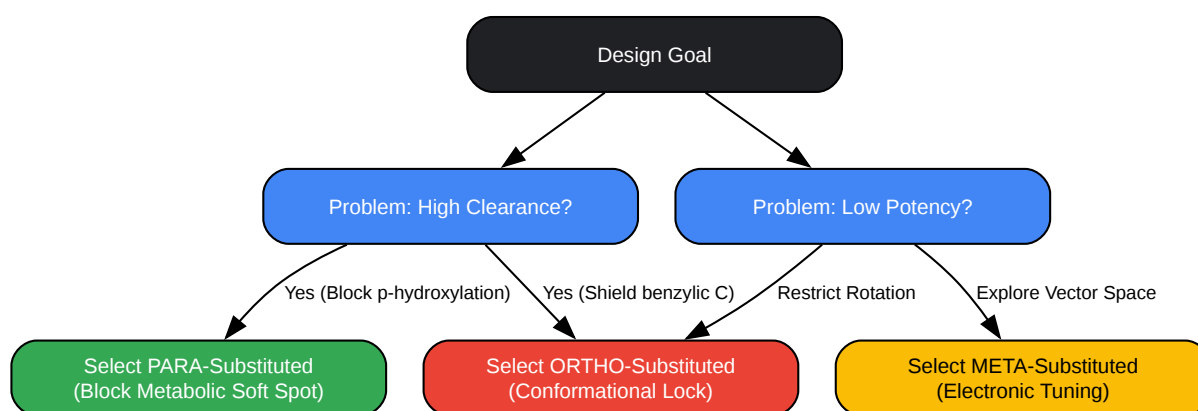 Design Goal
Problem: High Clearance?
Problem: Low Potency?
Yes (Block p-hydroxylation)
Yes (Shield benzylic C)
Restrict Rotation
Explore Vector Space
Select PARA-Substituted
(Block Metabolic Soft Spot)
Select ORTHO-Substituted
(Conformational Lock)
Select META-Substituted
(Electronic Tuning)